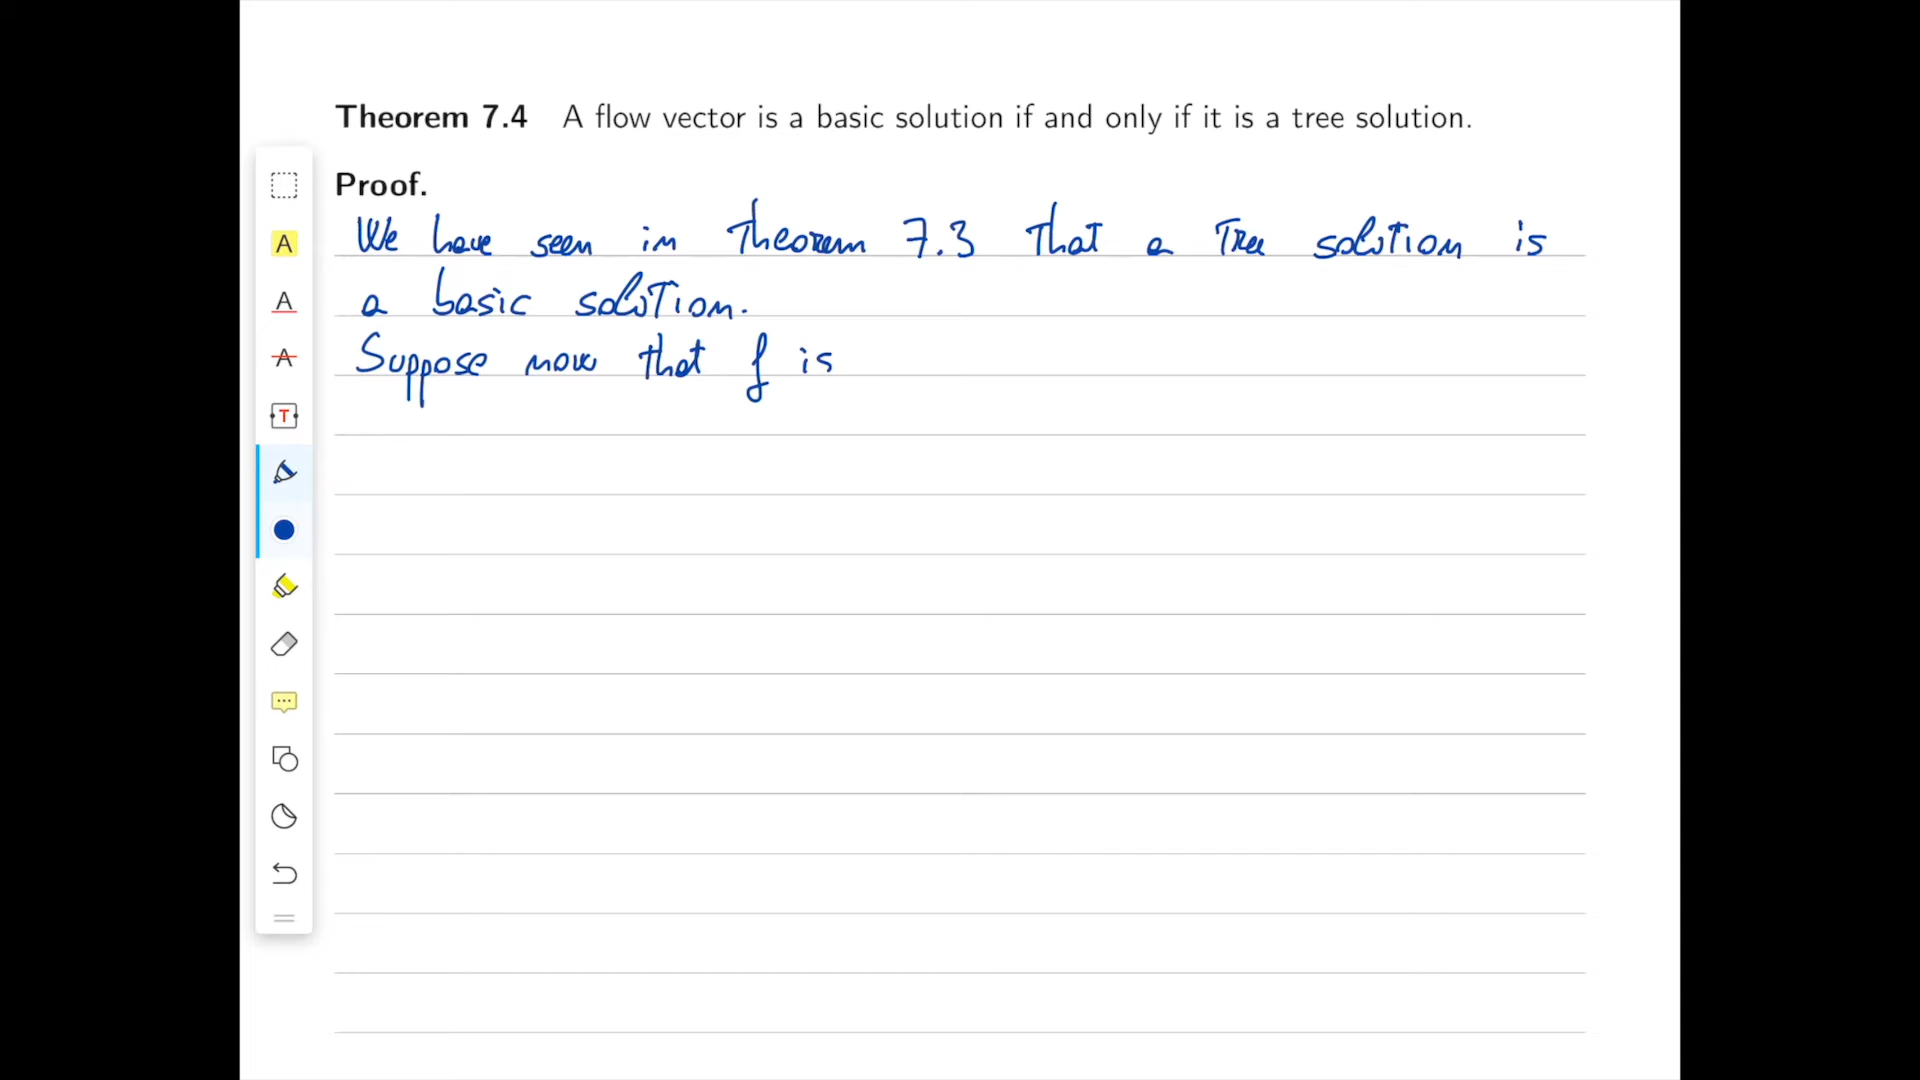 Theorem 7.4 A flow vector is a basic solution if and only if it is a tree solution.
Proof.
We have seen in Theorem 7.3 that a tree solution is
a basic solution.
Suppose now that f is